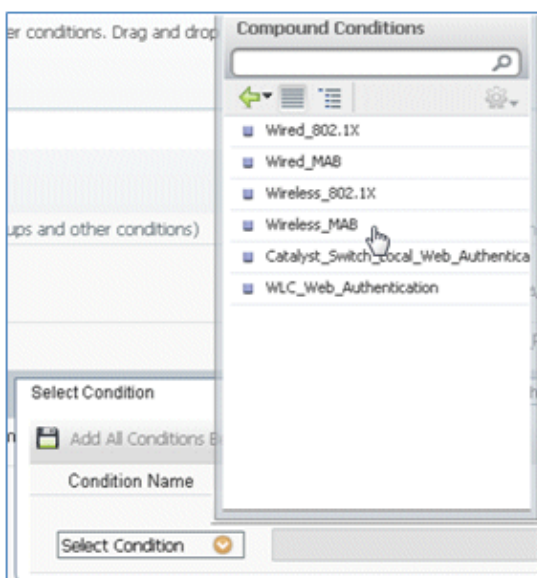 er conditions. Drag and drop
Compound Conditions
Wired_802.1X
Wired_MAB
Wireless_802.1X
ups and other conditions)
Wireless_MAB
Catalyst_Switch_Local_Web_Authentica
WLC_Web_Authentication
Select Condition
Add All Conditions B
Condition Name
Select Condition